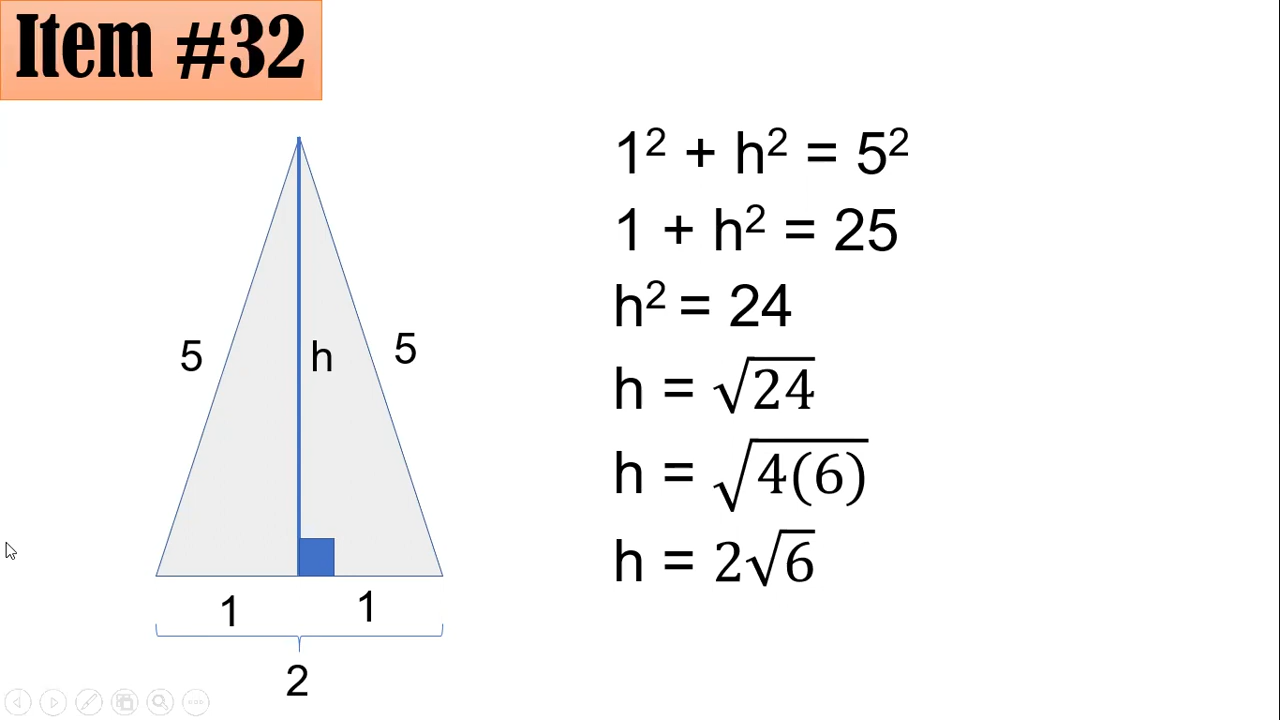 Item #32
1² + h² = 5²
1 + h² = 25
h² = 24
h = √24
h = √4(6)
h = 2√6
5
h
5
1
1
2